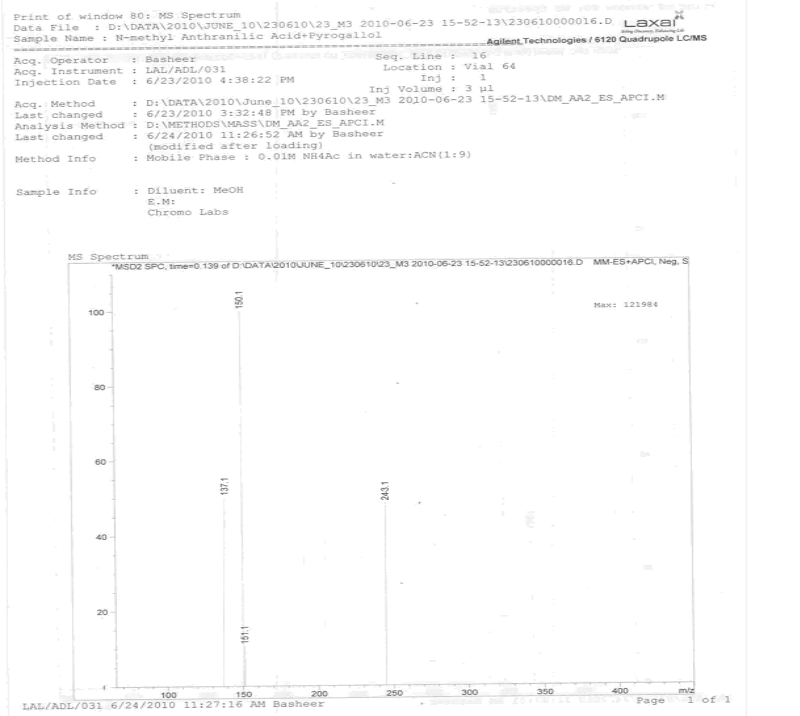 Print of window 80: MS Spectrum
Data File : D:\DATA\2010\JUNE_10\230610\23_M3 2010-06-23 15-52-13\230610000016.D
Laxai
Sample Name : N-methyl Anthranilic Acid+Pyrogallol
Agilent Technologies / 6120 Quadrupole LC/MS
Acq. Operator : Basheer Seq. Line : 16
Acq. Instrument : LAL/ADL/031 Location : Vial 64
Injection Date : 6/23/2010 4:38:22 PM Inj : 1
Inj Volume : 3 µl
Acq. Method : D:\DATA\2010\June_10\230610\23_M3 2010-06-23 15-52-13\DM_AA2_ES_APCI.M
Last changed : 6/23/2010 3:32:48 PM by Basheer
Analysis Method : D:\METHODS\MASS\DM_AA2_ES_APCI.M
Last changed : 6/24/2010 11:26:52 AM by Basheer
(modified after loading)
Method Info : Mobile Phase : 0.01M NH4Ac in water:ACN(1:9)
Sample Info : Diluent: MeOH
E.M:
Chromo Labs
MS Spectrum
*MSD2 SPC, time=0.139 of D:\DATA\2010\JUNE_10\230610\23_M3 2010-06-23 15-52-13\230610000016.D MM-ES+APCI, Neg, S
150.1
Max: 121984
100
80
60
137.1
243.1
40
20
151.1
100 150 200 250 300 350 400 m/z
LAL/ADL/031 6/24/2010 11:27:16 AM Basheer Page 1 of 1